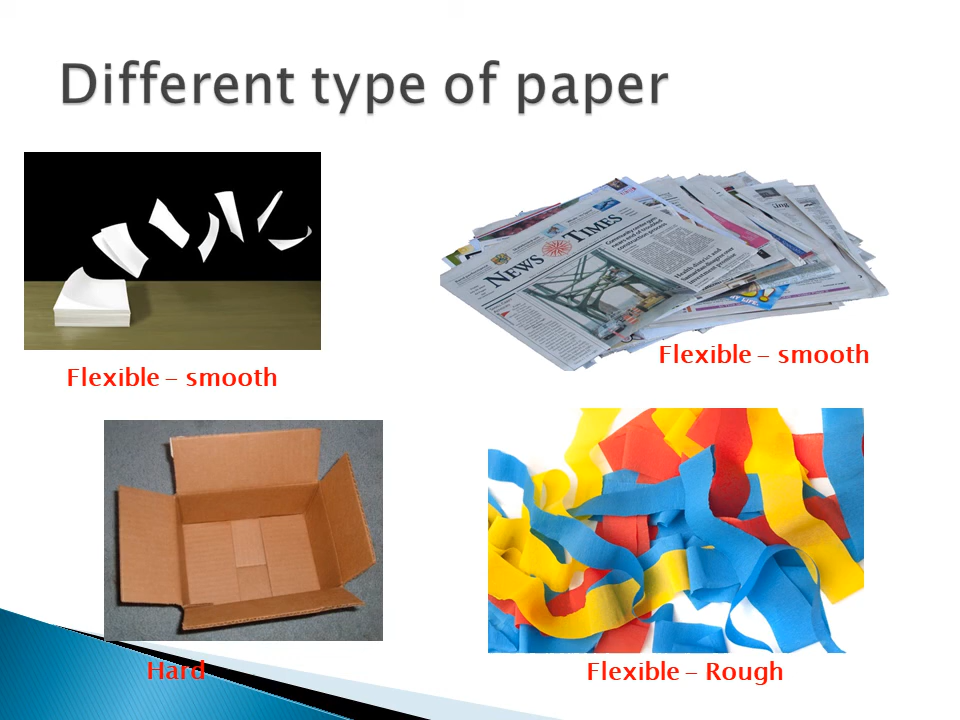 Different type of paper
NEWS TIMES
Flexible – smooth
Flexible – smooth
Hard
Flexible – Rough